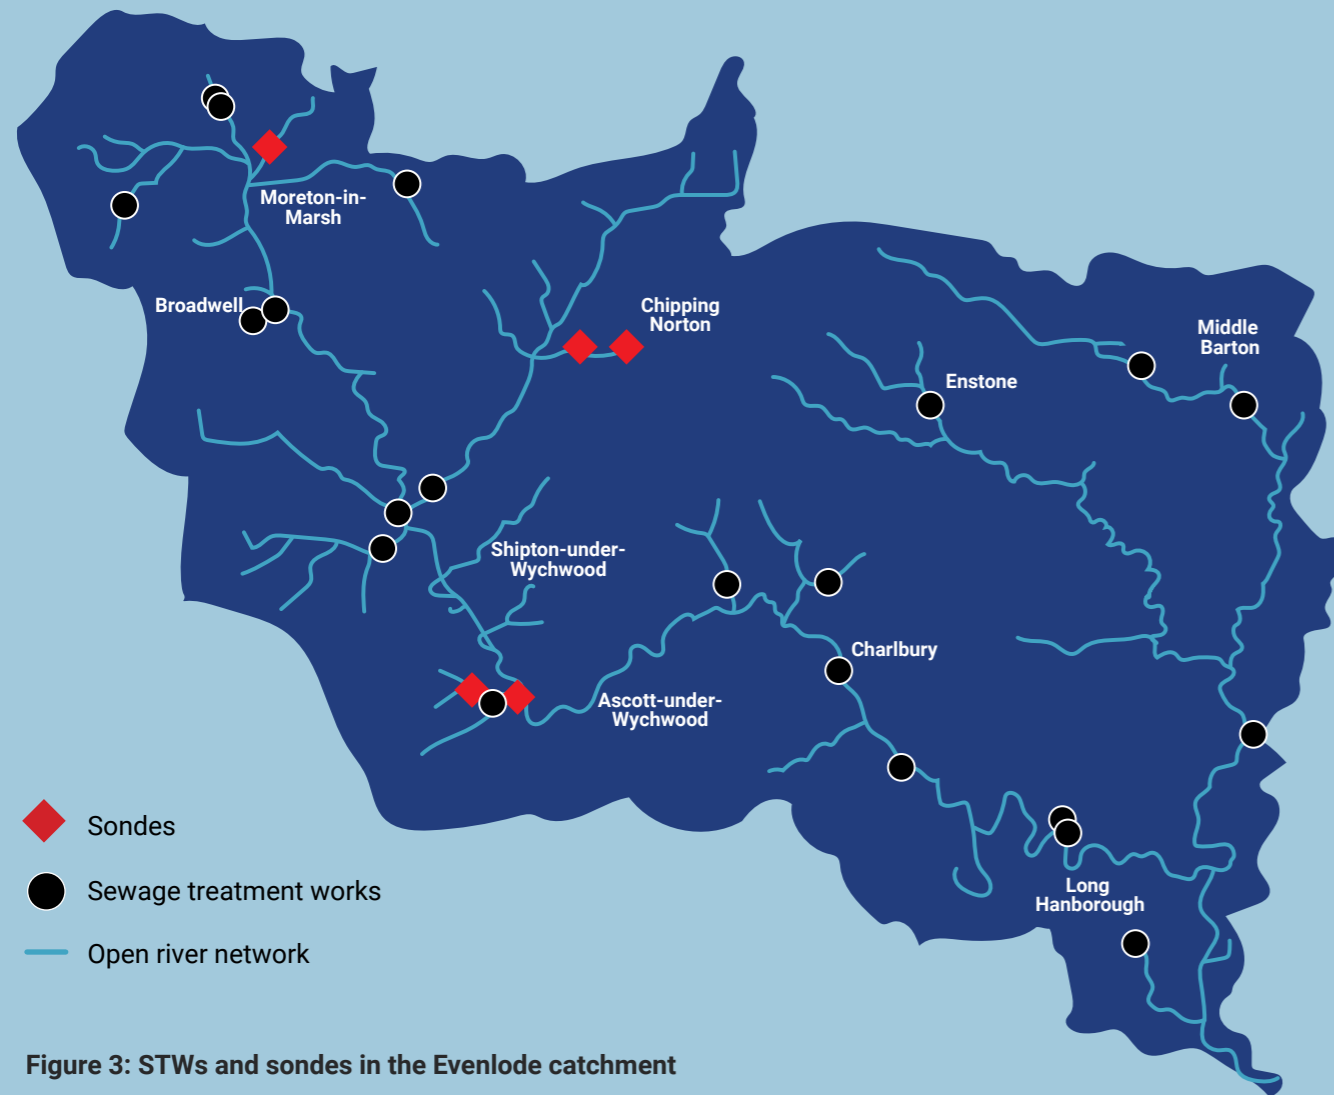 Moreton-in-
Marsh
Broadwell
Chipping
Norton
Middle
Barton
Enstone
Shipton-under-
Wychwood
Charlbury
Ascott-under-
Wychwood
Long
Hanborough
Sondes
Sewage treatment works
Open river network
Figure 3: STWs and sondes in the Evenlode catchment